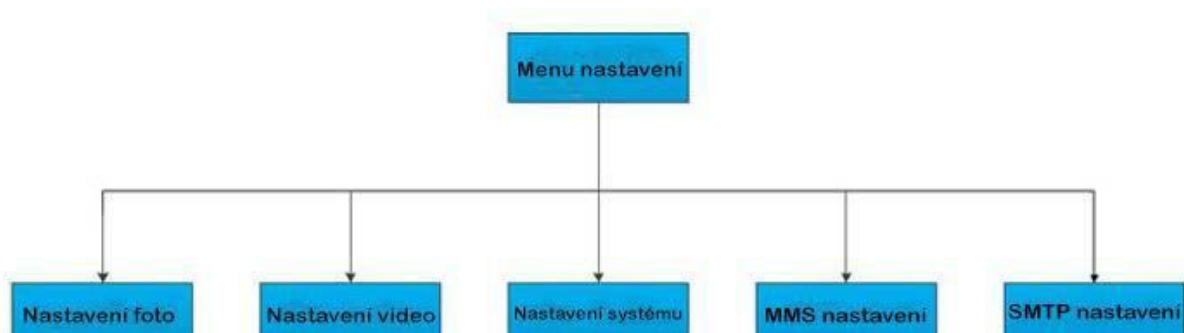 Menu nastavení
Nastavení foto
Nastavení video
Nastavení systému
MMS nastavení
SMTP nastavení